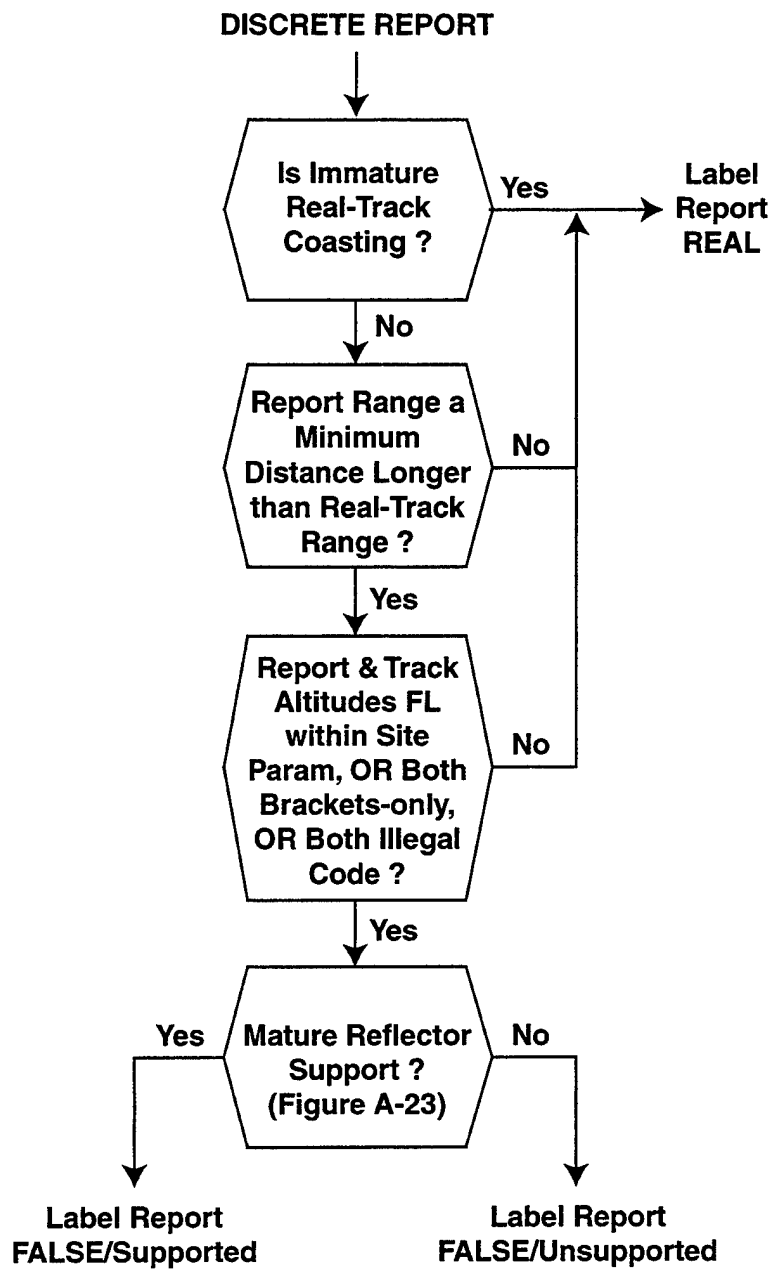 DISCRETE REPORT
Is Immature
Real-Track
Coasting ?
Yes
Label
Report
REAL
No
Report Range a
Minimum
Distance Longer
than Real-Track
Range ?
No
Yes
Report & Track
Altitudes FL
within Site
Param, OR Both
Brackets-only,
OR Both Illegal
Code ?
No
Yes
Mature Reflector
Support ?
(Figure A-23)
Yes
No
Label Report
FALSE/Supported
Label Report
FALSE/Unsupported